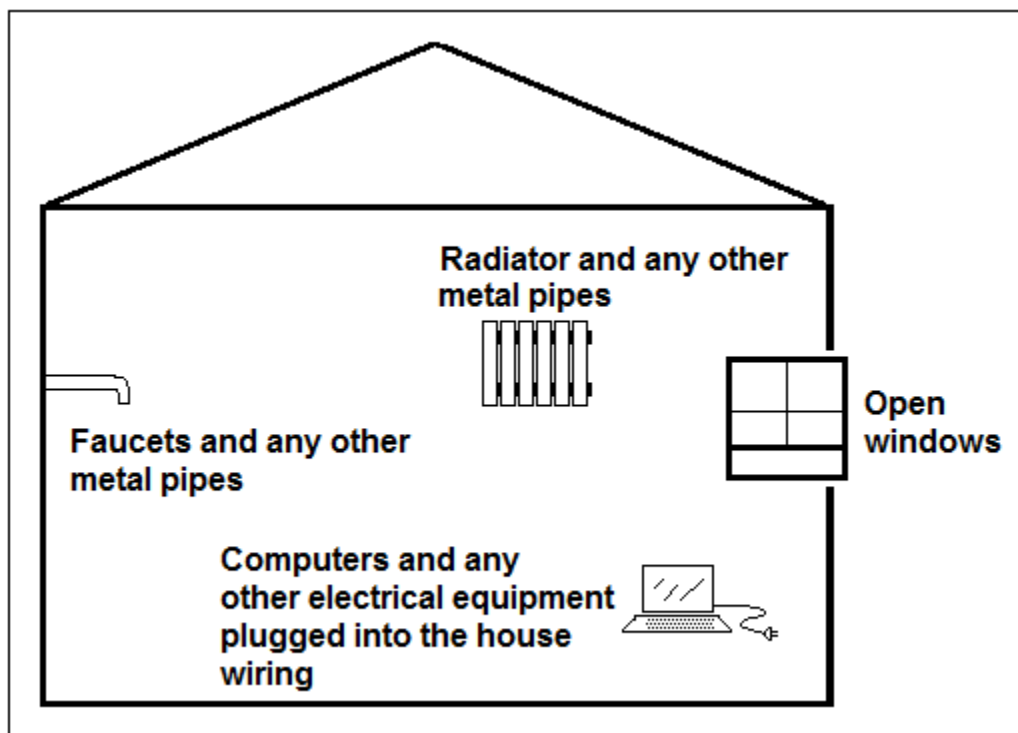 Radiator and any other
metal pipes
Open
windows
Faucets and any other
metal pipes
Computers and any
other electrical equipment
plugged into the house
wiring